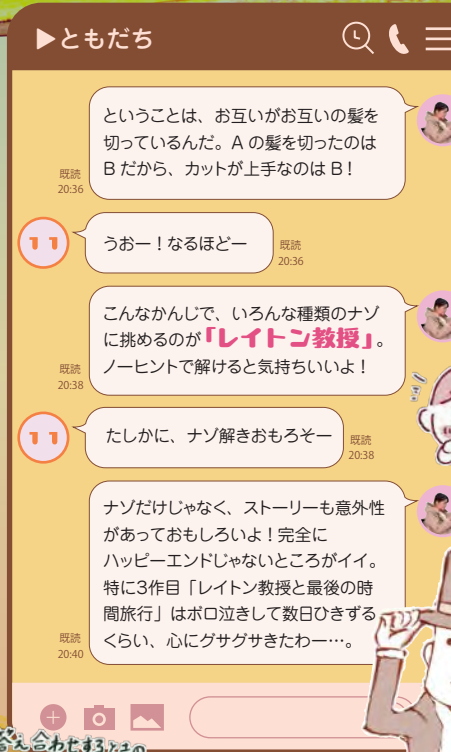 ▶ともだち
ということは、お互いがお互いの髪を
切っているんだ。A の髪を切ったのは
B だから、カットが上手なのは B！
既読
20:36
うおー！なるほどー
既読
20:36
こんなかんじで、いろんな種類のナゾ
に挑めるのが「レイトン教授」。
ノーヒントで解けると気持ちいいよ！
既読
20:38
たしかに、ナゾ解きおもろそー
既読
20:38
ナゾだけじゃなく、ストーリーも意外性
があっておもしろいよ！完全に
ハッピーエンドじゃないところがイイ。
特に3作目「レイトン教授と最後の時
間旅行」はボロ泣きして数日ひきずる
くらい、心にグサグサきたわー…。
既読
20:40